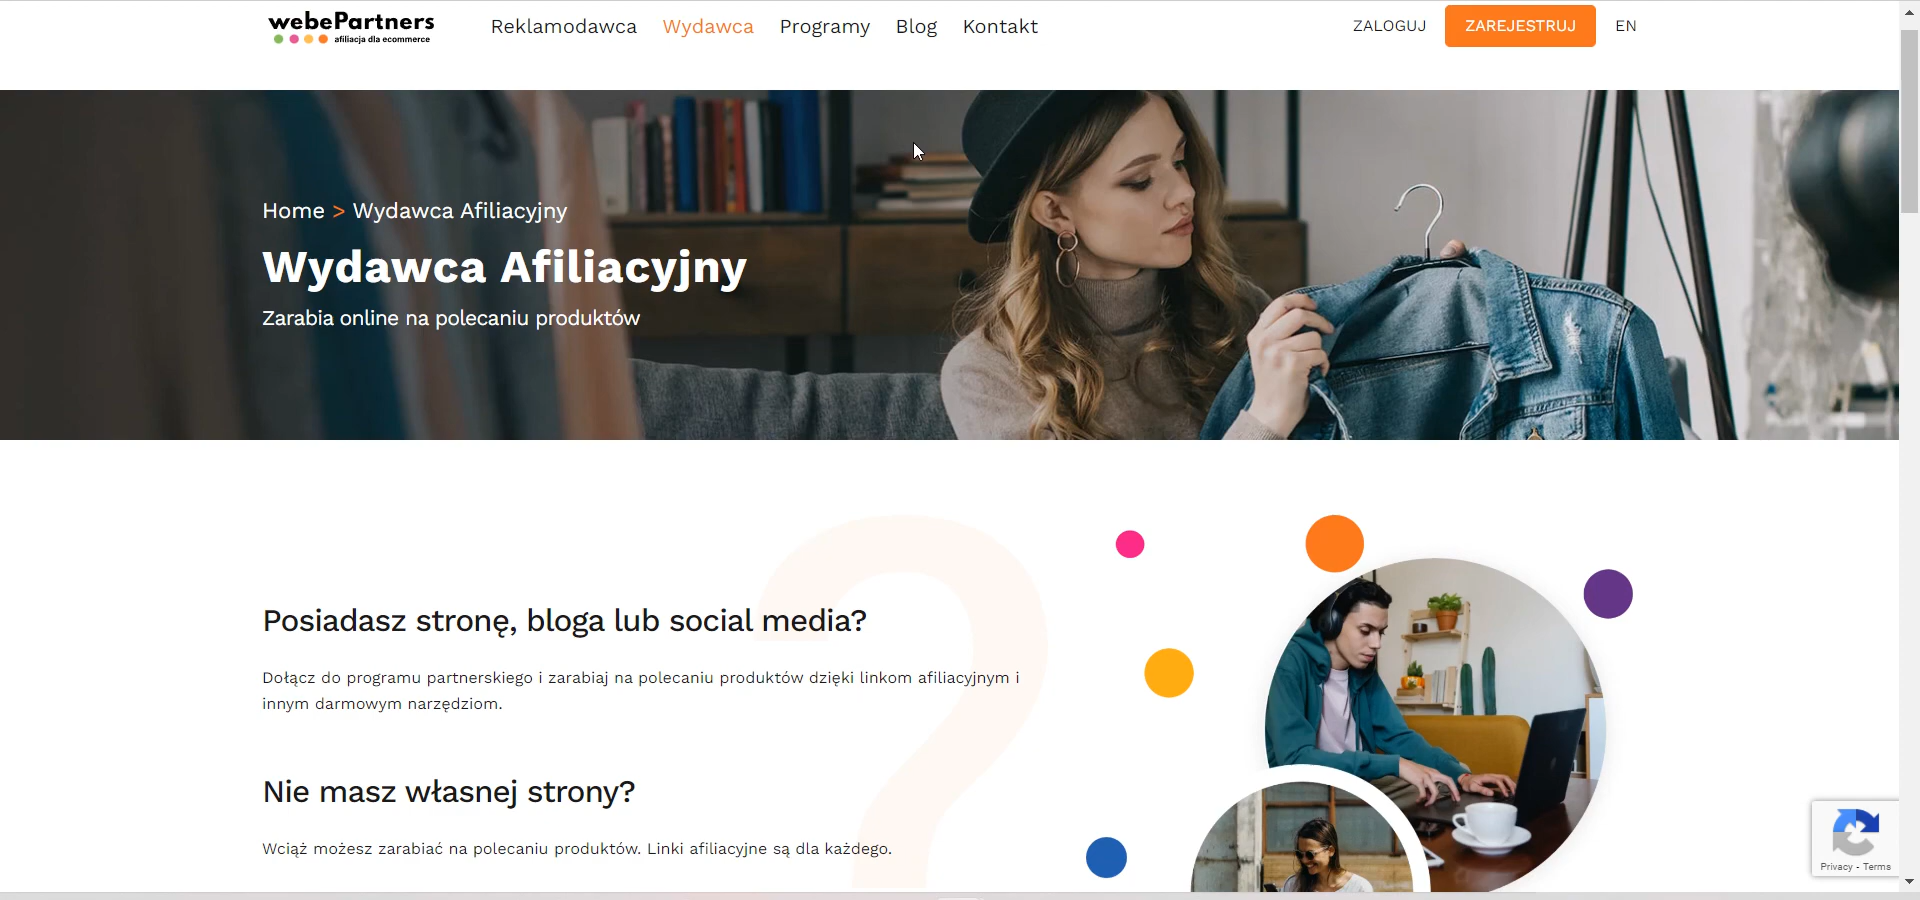 webePartners
afiliacja dla ecommerce
Reklamodawca Wydawca Programy Blog Kontakt
ZALOGUJ ZAREJESTRUJ EN
Home > Wydawca Afiliacyjny
Wydawca Afiliacyjny
Zarabia online na polecaniu produktów
Posiadasz stronę, bloga lub social media?
Dołącz do programu partnerskiego i zarabiaj na polecaniu produktów dzięki linkom afiliacyjnym i
innym darmowym narzędziom.
Nie masz własnej strony?
Wciąż możesz zarabiać na polecaniu produktów. Linki afiliacyjne są dla każdego.
?
Privacy - Terms